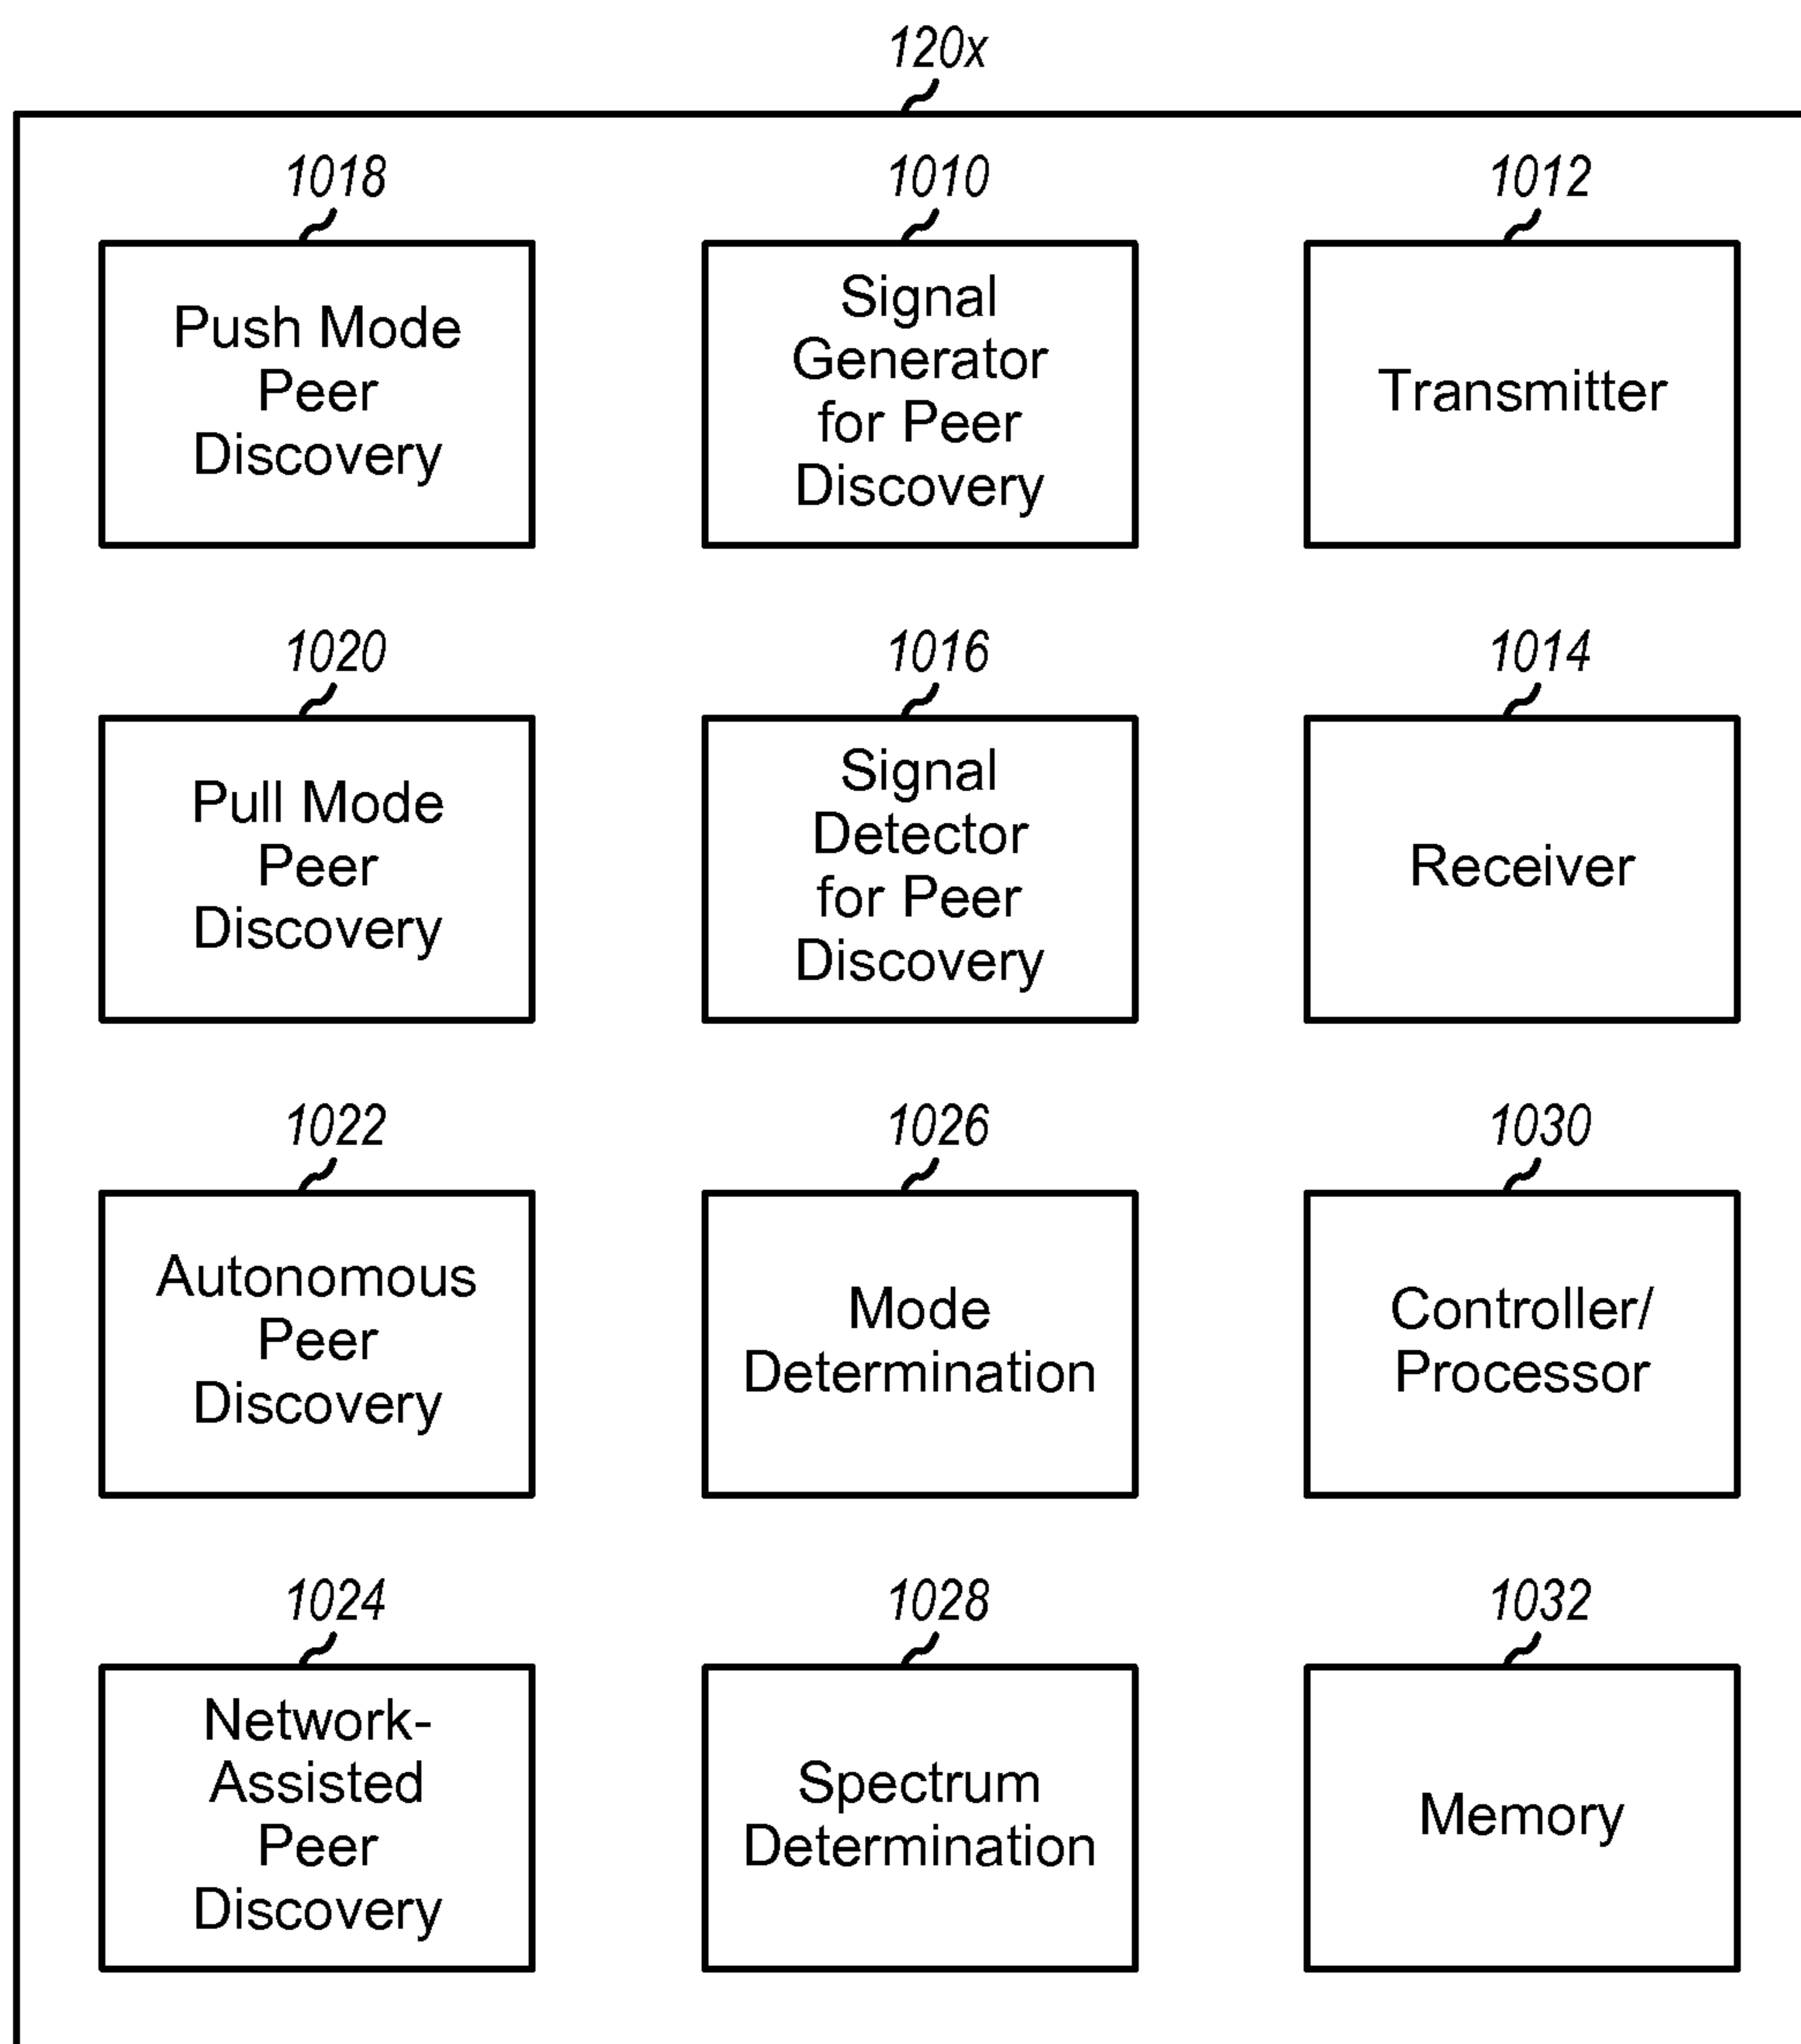 120x
1018
Push Mode
Peer
Discovery
1010
Signal
Generator
for Peer
Discovery
1012
Transmitter
1020
Pull Mode
Peer
Discovery
1016
Signal
Detector
for Peer
Discovery
1014
Receiver
1022
Autonomous
Peer
Discovery
1026
Mode
Determination
1030
Controller/
Processor
1024
Network-
Assisted
Peer
Discovery
1028
Spectrum
Determination
1032
Memory